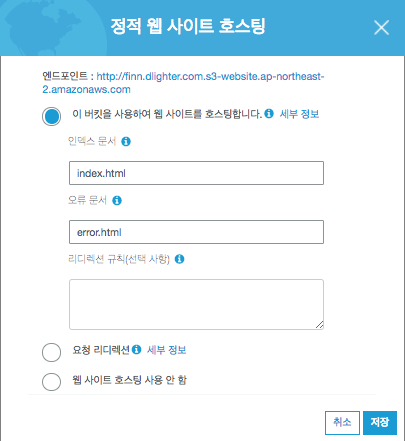 정적 웹 사이트 호스팅
엔드포인트 : http://finn.dlighter.com.s3-website.ap-northeast-
2.amazonaws.com
이 버킷을 사용하여 웹 사이트를 호스팅합니다. 세부 정보
인덱스 문서
index.html
오류 문서
error.html
리디렉션 규칙(선택 사항)
요청 리디렉션 세부 정보
웹 사이트 호스팅 사용 안 함
취소 저장